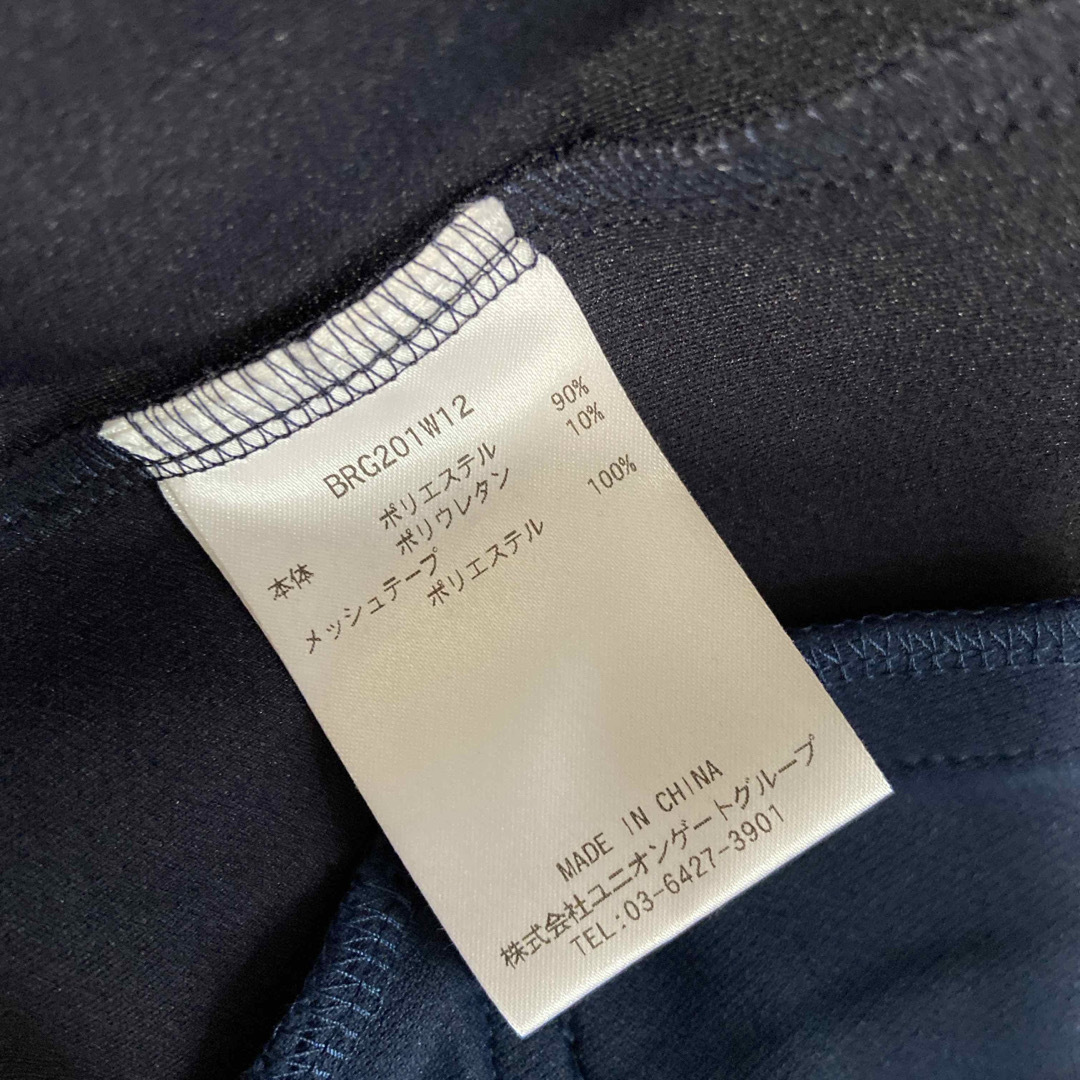 BRG201W12
本体 ポリエステル 90%
ポリウレタン 10%
メッシュテープ
ポリエステル 100%
MADE IN CHINA
株式会社ユニオンゲートグループ
TEL:03-6427-3901